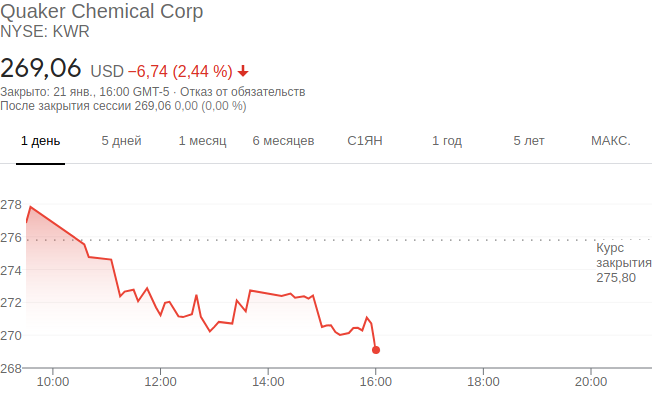 Quaker Chemical Corp
NYSE: KWR
269,06 USD −6,74 (2,44 %)
Закрыто: 21 янв., 16:00 GMT-5 · Отказ от обязательств
После закрытия сессии 269,06 0,00 (0,00 %)
1 день 5 дней 1 месяц 6 месяцев С1ЯН 1 год 5 лет МАКС.
278
276
Курс
закрытия
275,80
274
272
270
268
10:00 12:00 14:00 16:00 18:00 20:00